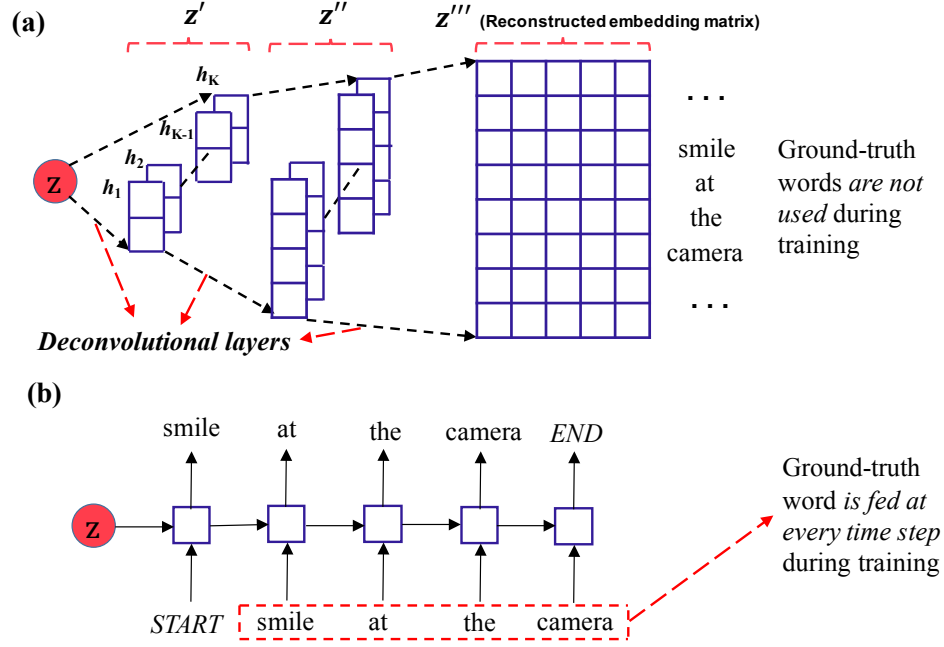 (a)
z′ z″ z‴ (Reconstructed embedding matrix)
h_K
h_K-1
h_2
h_1
z
. . .
smile
at
the
camera
. . .
Ground-truth
words are not
used during
training
Deconvolutional layers
(b)
smile at the camera END
z
START smile at the camera
Ground-truth
word is fed at
every time step
during training